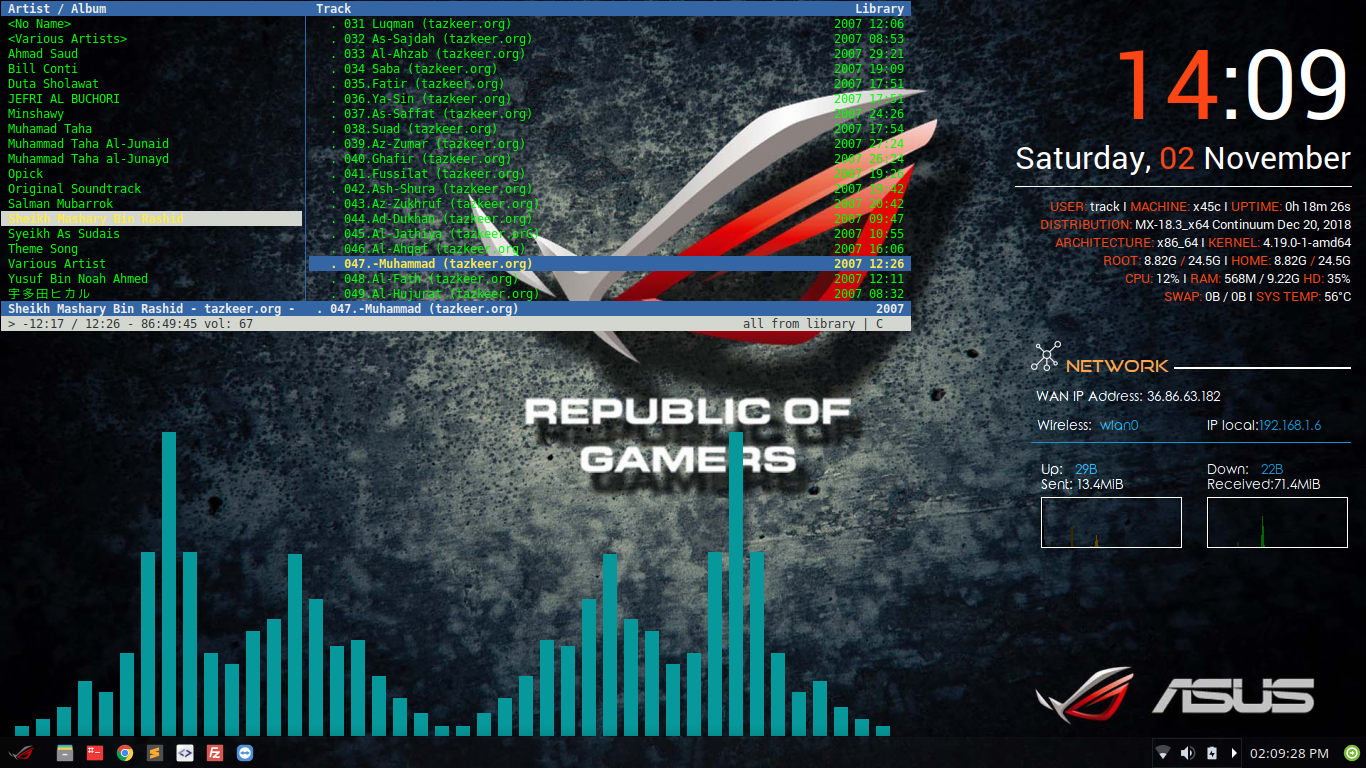 Artist / Album Track Library
<No Name> . 031 Luqman (tazkeer.org) 2007 12:06
<Various Artists> . 032 As-Sajdah (tazkeer.org) 2007 08:53
Ahmad Saud . 033 Al-Ahzab (tazkeer.org) 2007 29:21
Bill Conti . 034 Saba (tazkeer.org) 2007 19:09
Duta Sholawat . 035.Fatir (tazkeer.org) 2007 17:51
JEFRI AL BUCHORI . 036.Ya-Sin (tazkeer.org) 2007 17:51
Minshawy . 037.As-Saffat (tazkeer.org) 2007 24:26
Muhamad Taha . 038.Suad (tazkeer.org) 2007 17:54
Muhammad Taha Al-Junaid . 039.Az-Zumar (tazkeer.org) 2007 27:24
Muhammad Taha al-Junayd . 040.Ghafir (tazkeer.org) 2007 26:24
Opick . 041.Fussilat (tazkeer.org) 2007
Original Soundtrack . 042.Ash-Shura (tazkeer.org) 2007
Salman Mubarrok . 043.Az-Zukhruf (tazkeer.org) 2007 20:42
Sheikh Mashary Bin Rashid . 044.Ad-Dukhan (tazkeer.org) 2007 09:47
Syeikh As Sudais . 045.Al-Jathiya (tazkeer.org) 2007 10:55
Theme Song . 046.Al-Ahqaf (tazkeer.org) 2007 16:06
Various Artist . 047.-Muhammad (tazkeer.org) 2007 12:26
Yusuf Bin Noah Ahmed . 048.Al-Fath (tazkeer.org) 2007 12:11
宇多田ヒカル . 049.Al-Hujurat (tazkeer.org) 2007 08:32
Sheikh Mashary Bin Rashid - tazkeer.org - . 047.-Muhammad (tazkeer.org) 2007
> -12:17 / 12:26 - 86:49:45 vol: 67 all from library | C
14:09
Saturday, 02 November
USER: track I MACHINE: x45c I UPTIME: 0h 18m 26s
DISTRIBUTION: MX-18.3_x64 Continuum Dec 20, 2018
ARCHITECTURE: x86_64 I KERNEL: 4.19.0-1-amd64
ROOT: 8.82G / 24.5G I HOME: 8.82G / 24.5G
CPU: 12% I RAM: 568M / 9.22G HD: 35%
SWAP: 0B / 0B I SYS TEMP: 56°C
NETWORK
WAN IP Address: 36.86.63.182
Wireless: wlan0 IP local:192.168.1.6
Up: 29B Down: 22B
Sent: 13.4MiB Received:71.4MiB
REPUBLIC OF
GAMERS
ASUS
02:09:28 PM